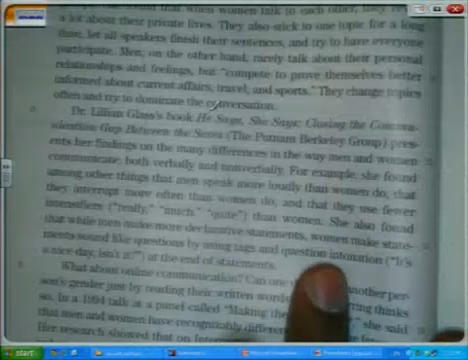 that when women talk to each other, they
a lot about their private lives. They also stick to one topic for a long
time, let all speakers finish their sentences, and try to have everyone
participate. Men, on the other hand, rarely talk about their personal
relationships and feelings, but "compete to prove themselves better
informed about current affairs, travel, and sports." They change topics
often and try to dominate the conversation.
Dr. Lillian Glass's book He Says, She Says: Closing the Commu-
nication Gap Between the Sexes (The Putnam Berkeley Group) pres-
ents her findings on the many differences in the way men and women
communicate, both verbally and nonverbally. For example, she found
among other things that men speak more loudly than women do, that
they interrupt more often than women do, and that they use fewer
intensifiers ("really," "much," "quite") than women. She also found
that while men make more declarative statements, women make state-
ments sound like questions by using tags and question intonation ("It's
a nice day, isn't it?") at the end of statements.
What about online communication? Can one another per-
son's gender just by reading their written words? thinks
so. In a 1994 talk at a panel called "Making the she said
that men and women have recognizably different
Her research showed that on